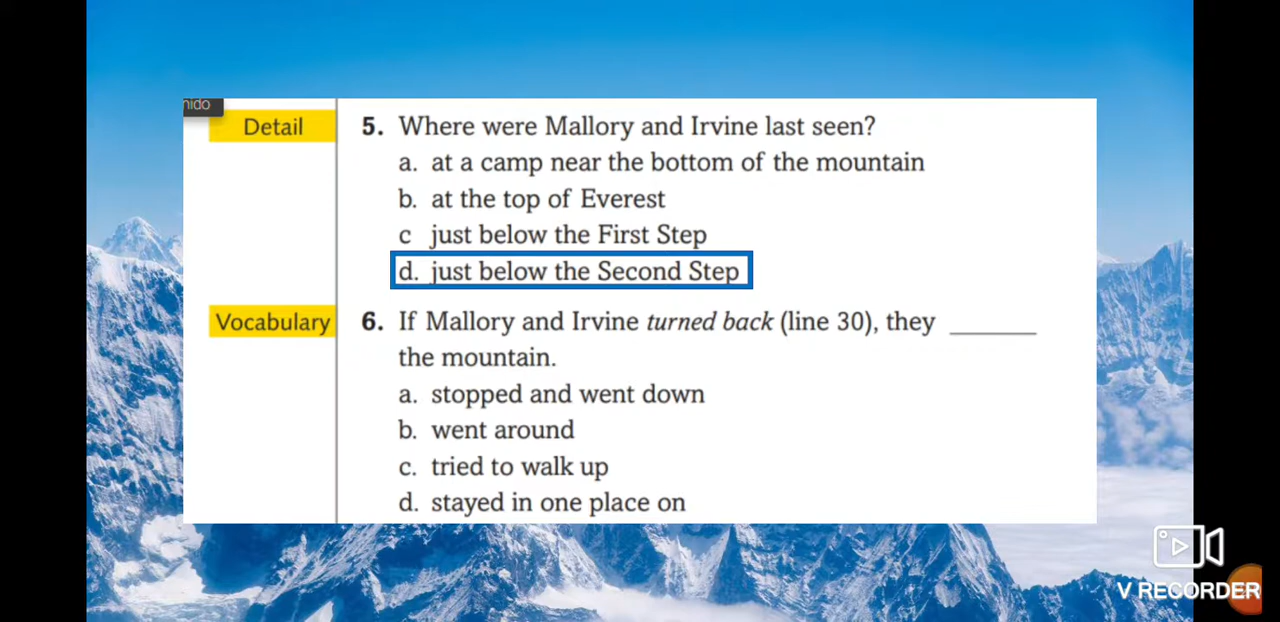 nido
Detail
5. Where were Mallory and Irvine last seen?
a. at a camp near the bottom of the mountain
b. at the top of Everest
c just below the First Step
d. just below the Second Step
Vocabulary
6. If Mallory and Irvine turned back (line 30), they ______
the mountain.
a. stopped and went down
b. went around
c. tried to walk up
d. stayed in one place on
V RECORDER